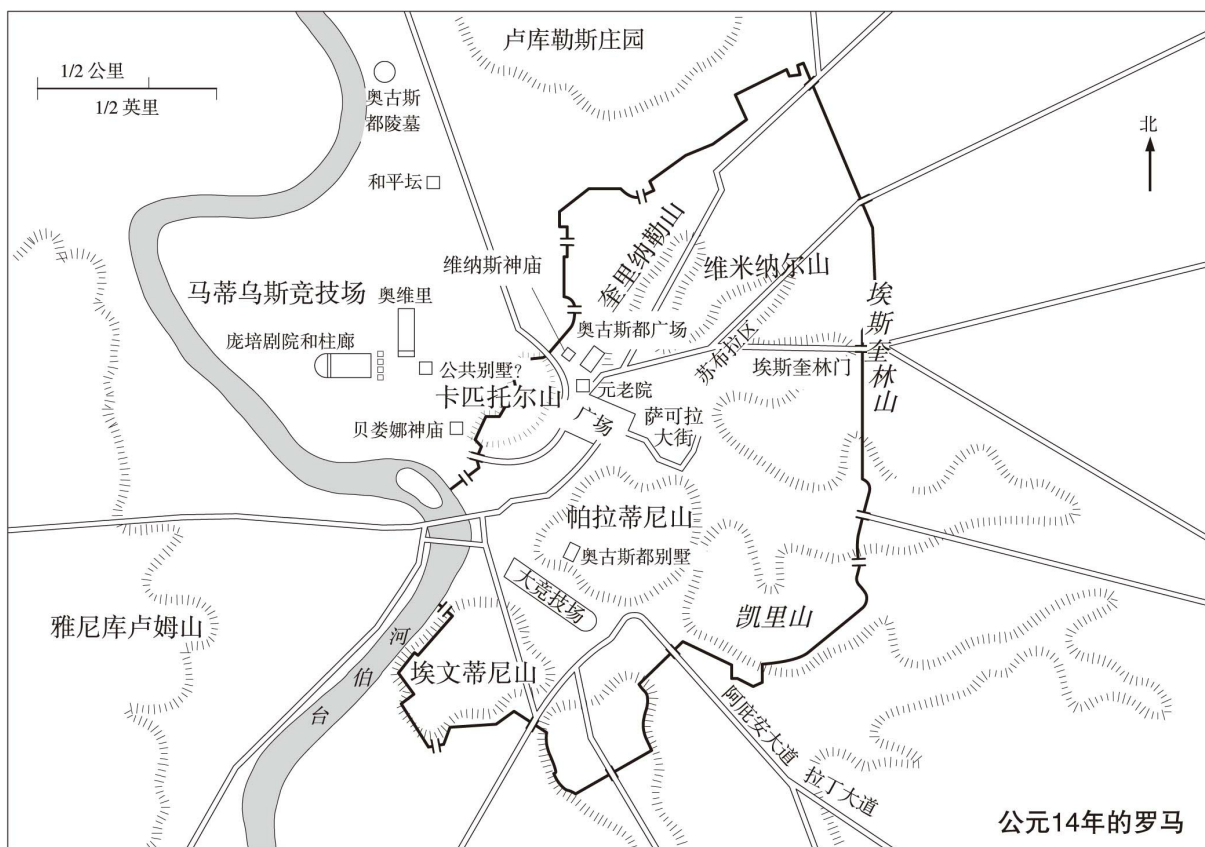 卢库勒斯庄园
1/2 公里
1/2 英里
奥古斯
都陵墓
北
和平坛
奎里纳勒山
维纳斯神庙
维米纳尔山
马蒂乌斯竞技场
奥维里
奥古斯都广场
埃斯奎林山
庞培剧院和柱廊
苏布拉区
公共别墅？
埃斯奎林门
卡匹托尔山
元老院
贝娄娜神庙
广场
萨可拉
大街
帕拉蒂尼山
奥古斯都别墅
大竞技场
雅尼库卢姆山
凯里山
台伯河
埃文蒂尼山
阿庇安大道
拉丁大道
公元14年的罗马